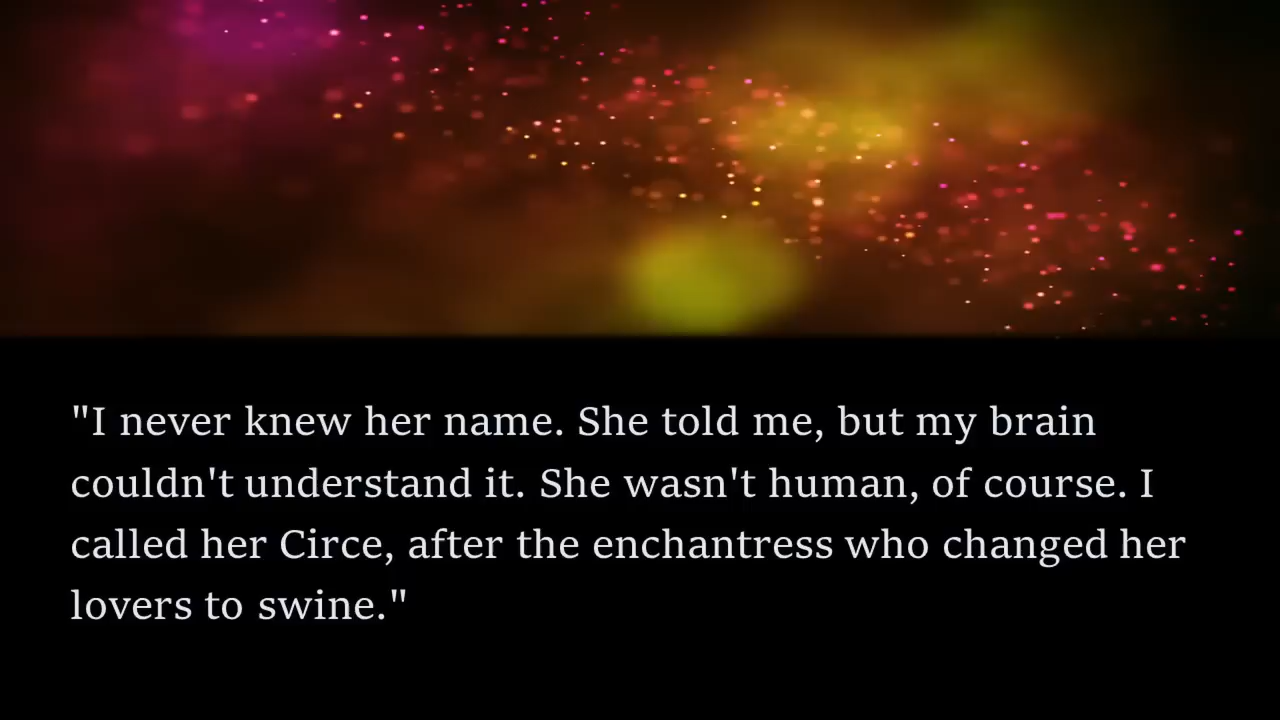 "I never knew her name. She told me, but my brain
couldn't understand it. She wasn't human, of course. I
called her Circe, after the enchantress who changed her
lovers to swine."